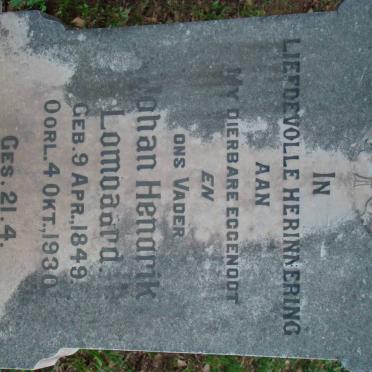 IN
LIEFDEVOLLE HERINNERING
AAN
MY DIERBARE EGGENOOT
EN
ONS VADER
Johan Hendrik
Lombaard.
GEB. 9 APR. 1849.
OORL. 4 OKT. 1930
GES. 21. 4.